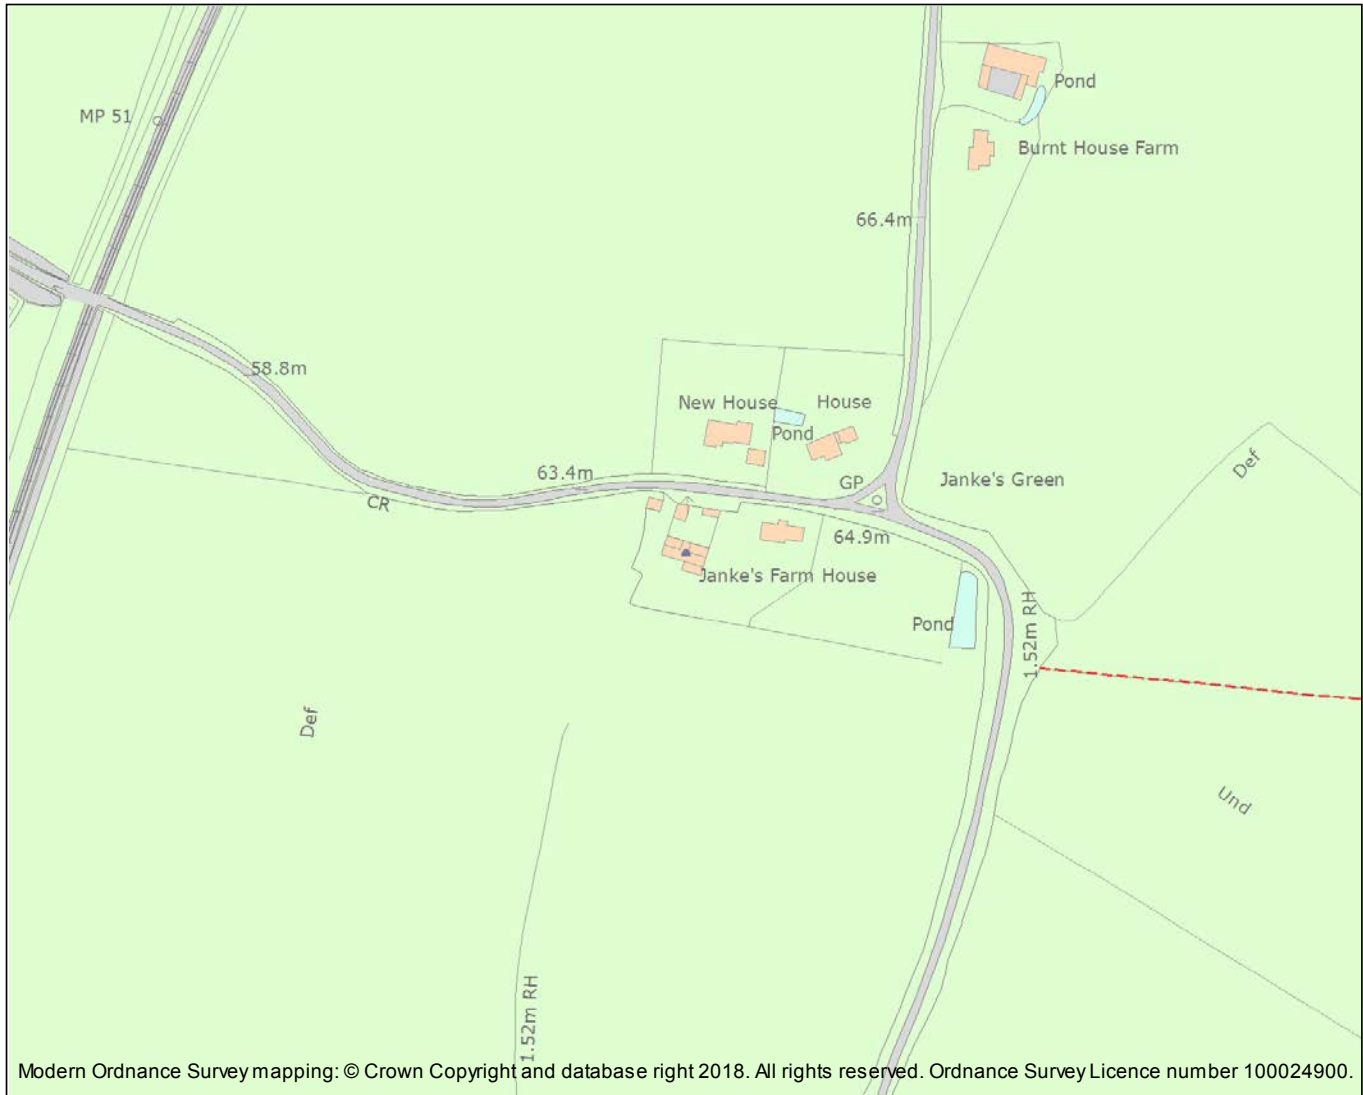 Pond
MP 51
Burnt House Farm
66.4m
58.8m
New House
House
Pond
63.4m
GP
Janke's Green
Def
CR
64.9m
Janke's Farm House
Pond
1.52m RH
Def
Und
1.52m RH
Modern Ordnance Survey mapping: © Crown Copyright and database right 2018. All rights reserved. Ordnance Survey Licence number 100024900.